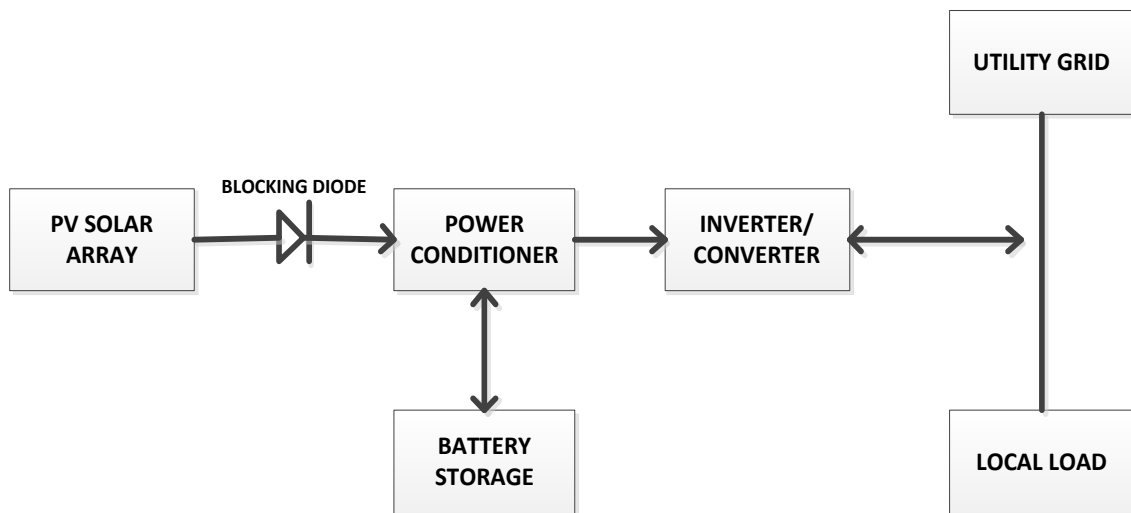 UTILITY GRID
BLOCKING DIODE
PV SOLAR
ARRAY
POWER
CONDITIONER
INVERTER/
CONVERTER
BATTERY
STORAGE
LOCAL LOAD